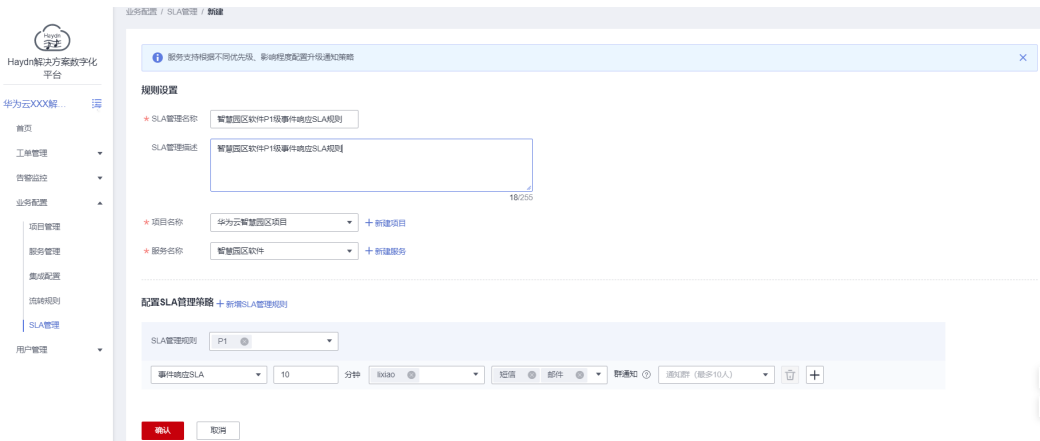 业务配置 / SLA管理 / 新建
Haydn
字芯
Haydn解决方案数字化
平台
华为云XXX解...
首页
工单管理
告警监控
业务配置
项目管理
服务管理
集成配置
流转规则
SLA管理
用户管理
服务支持根据不同优先级、影响程度配置升级通知策略
规则设置
* SLA管理名称 智慧园区软件P1级事件响应SLA规则
SLA管理描述 智慧园区软件P1级事件响应SLA规则
18/255
* 项目名称 华为云智慧园区项目 + 新建项目
* 服务名称 智慧园区软件 + 新建服务
配置SLA管理策略 + 新增SLA管理规则
SLA管理规则 P1
事件响应SLA 10 分钟 lixiao 短信 邮件 群通知 通知群（最多10人）
确认 取消